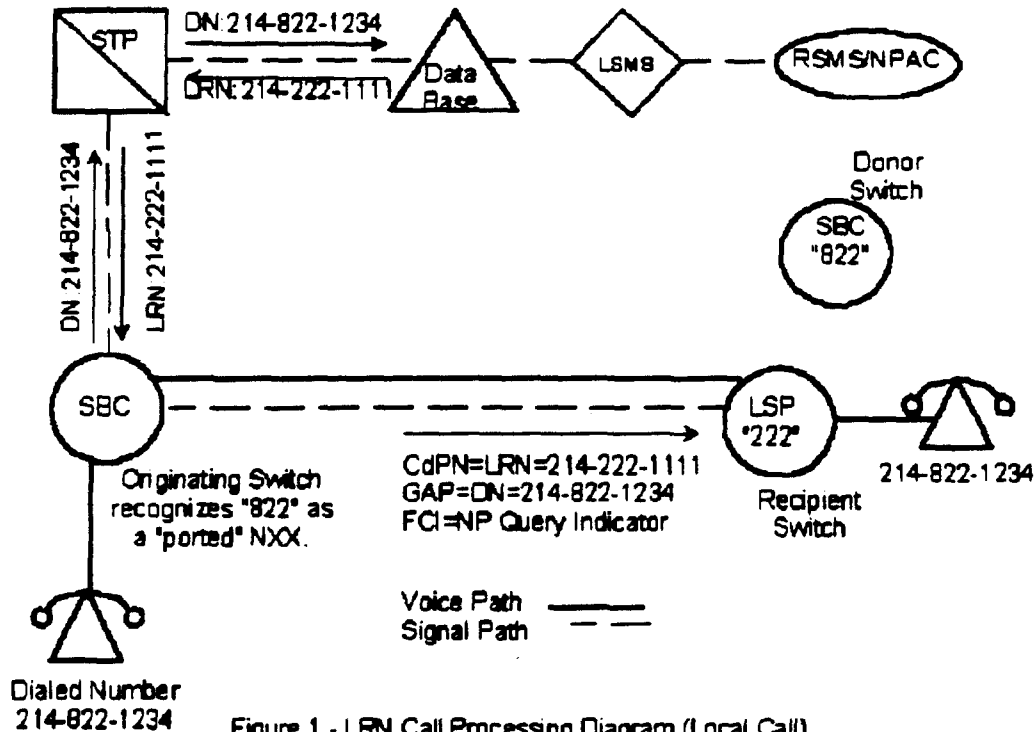 STP
DN:214-822-1234
DRN:214-222-1111
Data
Base
LSMS
RSMS/NPAC
DN:214-822-1234
LRN:214-222-1111
Donor
Switch
SBC
"822"
SBC
LSP
"222"
214-822-1234
Originating Switch
recognizes "822" as
a "ported" NXX.
CdPN=LRN=214-222-1111
GAP=DN=214-822-1234
FCI=NP Query Indicator
Recipient
Switch
Voice Path
Signal Path
Dialed Number
214-822-1234
Figure 1 - LRN Call Processing Diagram (Local Call)